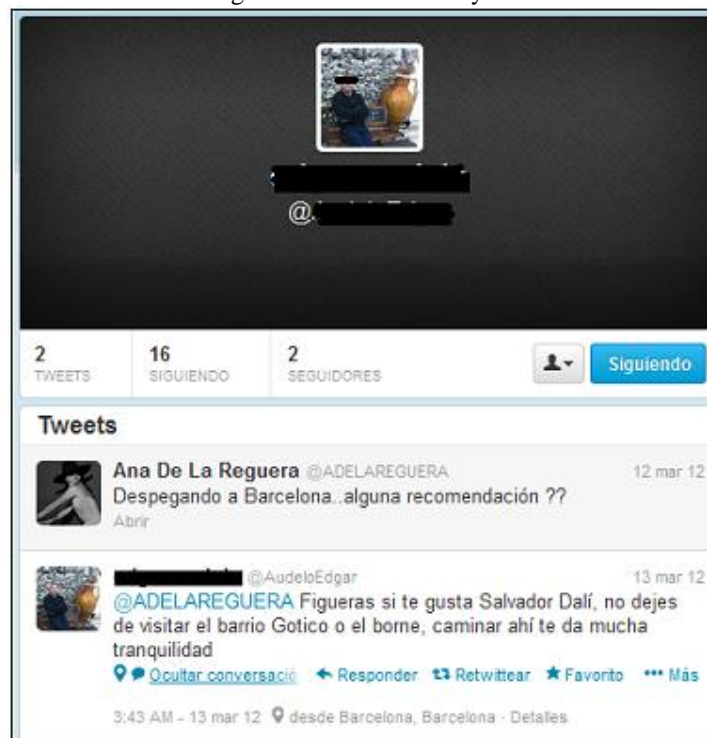 @
2 16 2
TWEETS SIGUIENDO SEGUIDORES
Siguiendo
Tweets
Ana De La Reguera @ADELAREGUERA 12 mar 12
Despegando a Barcelona..alguna recomendación ??
Abrir
@AudeloEdgar 13 mar 12
@ADELAREGUERA Figueras si te gusta Salvador Dalí, no dejes
de visitar el barrio Gotico o el borne, caminar ahí te da mucha
tranquilidad
Ocultar conversació Responder Retwittear Favorito Más
3:43 AM - 13 mar 12 desde Barcelona, Barcelona · Detalles